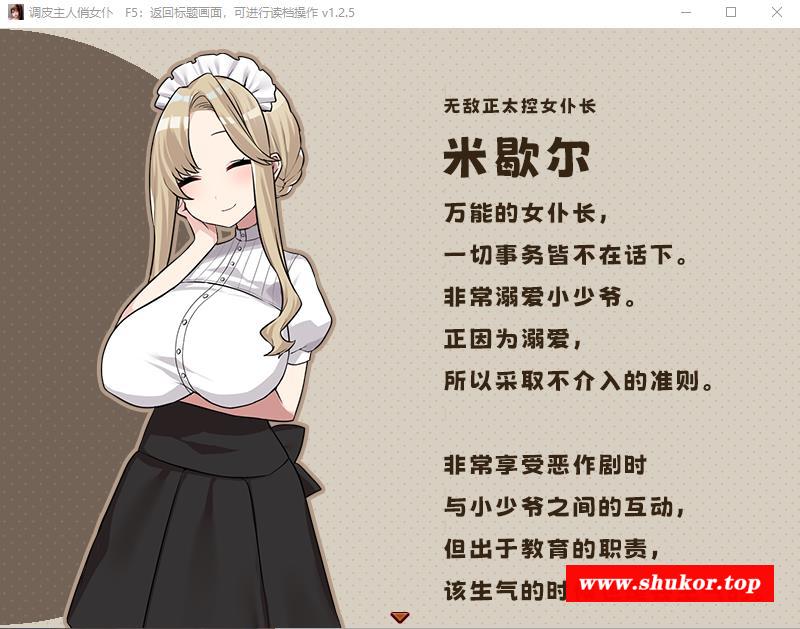 调皮主人俏女仆 F5：返回标题画面，可进行读档操作 v1.2,5
无敌正太控女仆长
米歇尔
万能的女仆长，
一切事务皆不在话下。
非常溺爱小少爷。
正因为溺爱，
所以采取不介入的准则。
非常享受恶作剧时
与小少爷之间的互动，
但出于教育的职责，
该生气的时
www.shukor.top